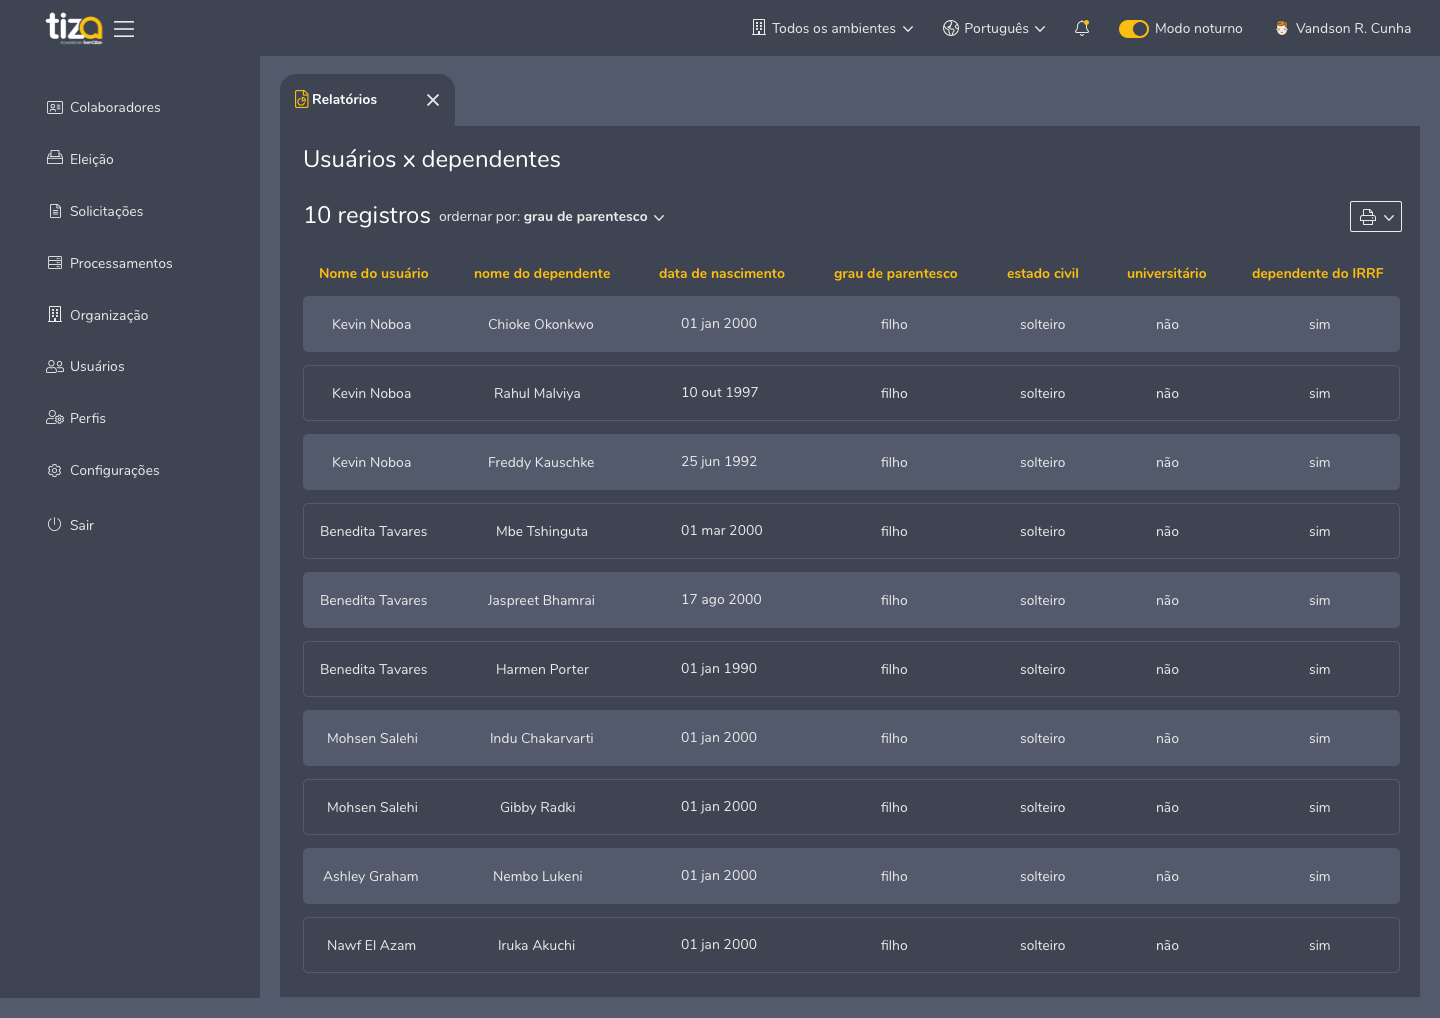 tiza
Todos os ambientes
Português
Modo noturno
Vandson R. Cunha
Colaboradores
Eleição
Solicitações
Processamentos
Organização
Usuários
Perfis
Configurações
Sair
Relatórios
Usuários x dependentes
10 registros ordernar por: grau de parentesco
Nome do usuário nome do dependente data de nascimento grau de parentesco estado civil universitário dependente do IRRF
Kevin Noboa Chioke Okonkwo 01 jan 2000 filho solteiro não sim
Kevin Noboa Rahul Malviya 10 out 1997 filho solteiro não sim
Kevin Noboa Freddy Kauschke 25 jun 1992 filho solteiro não sim
Benedita Tavares Mbe Tshinguta 01 mar 2000 filho solteiro não sim
Benedita Tavares Jaspreet Bhamrai 17 ago 2000 filho solteiro não sim
Benedita Tavares Harmen Porter 01 jan 1990 filho solteiro não sim
Mohsen Salehi Indu Chakarvarti 01 jan 2000 filho solteiro não sim
Mohsen Salehi Gibby Radki 01 jan 2000 filho solteiro não sim
Ashley Graham Nembo Lukeni 01 jan 2000 filho solteiro não sim
Nawf El Azam Iruka Akuchi 01 jan 2000 filho solteiro não sim